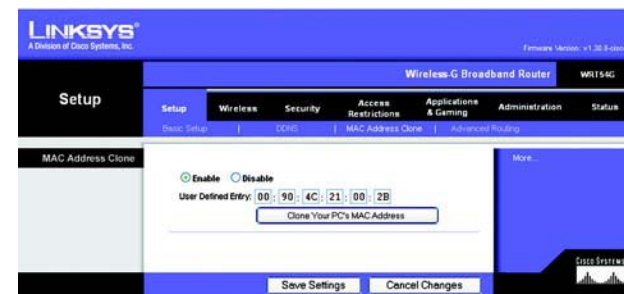 LINKSYS®
A Division of Cisco Systems, Inc.
Firmware Version: v1.30.8-cisco
Wireless-G Broadband Router WRT54G
Setup
Setup Wireless Security Access Restrictions Applications & Gaming Administration Status
Basic Setup | DDNS | MAC Address Clone | Advanced Routing
MAC Address Clone
More...
Enable Disable
User Defined Entry: 00 : 90 : 4C : 21 : 00 : 2B
Clone Your PC's MAC Address
CISCO SYSTEMS
Save Settings Cancel Changes